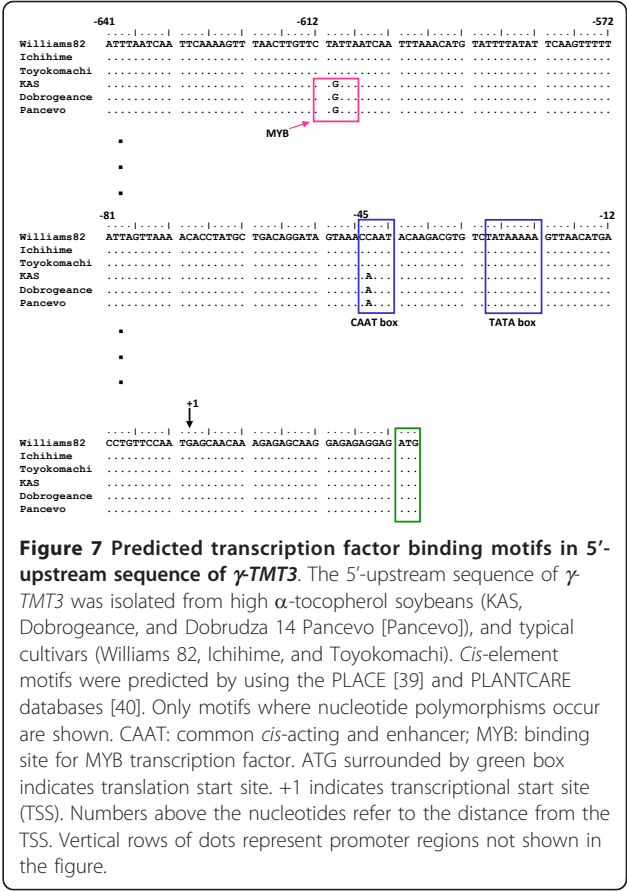 -641 -612 -572
Williams82 ATTTAATCAA TTCAAAAGTT TAACTTGTTC TATTAATCAA TTTAAACATG TATTTTATAT TCAAGTTTTT
Ichihime .......... .......... .......... .......... .......... .......... ..........
Toyokomachi .......... .......... .......... .......... .......... .......... ..........
KAS .......... .......... .......... ...G...... .......... .......... ..........
Dobrogeance .......... .......... .......... ...G...... .......... .......... ..........
Pancevo .......... .......... .......... ...G...... .......... .......... ..........
MYB
-81 -45 -12
Williams82 ATTAGTTAAA ACACCTATGC TGACAGGATA GTAAACCAAT ACAAGACGTG TCTATAAAAA GTTAACATGA
Ichihime .......... .......... .......... .......... .......... .......... ..........
Toyokomachi .......... .......... .......... .......... .......... .......... ..........
KAS .......... .......... .......... ......A... .......... .......... ..........
Dobrogeance .......... .......... .......... ......A... .......... .......... ..........
Pancevo .......... .......... .......... ......A... .......... .......... ..........
CAAT box TATA box
+1
Williams82 CCTGTTCCAA TGAGCAACAA AGAGAGCAAG GAGAGAGGAG ATG
Ichihime .......... .......... .......... .......... ...
Toyokomachi .......... .......... .......... .......... ...
KAS .......... .......... .......... .......... ...
Dobrogeance .......... .......... .......... .......... ...
Pancevo .......... .......... .......... .......... ...
Figure 7 Predicted transcription factor binding motifs in 5’-
upstream sequence of γ-TMT3. The 5’-upstream sequence of γ-
TMT3 was isolated from high α-tocopherol soybeans (KAS,
Dobrogeance, and Dobrudza 14 Pancevo [Pancevo]), and typical
cultivars (Williams 82, Ichihime, and Toyokomachi). Cis-element
motifs were predicted by using the PLACE [39] and PLANTCARE
databases [40]. Only motifs where nucleotide polymorphisms occur
are shown. CAAT: common cis-acting and enhancer; MYB: binding
site for MYB transcription factor. ATG surrounded by green box
indicates translation start site. +1 indicates transcriptional start site
(TSS). Numbers above the nucleotides refer to the distance from the
TSS. Vertical rows of dots represent promoter regions not shown in
the figure.